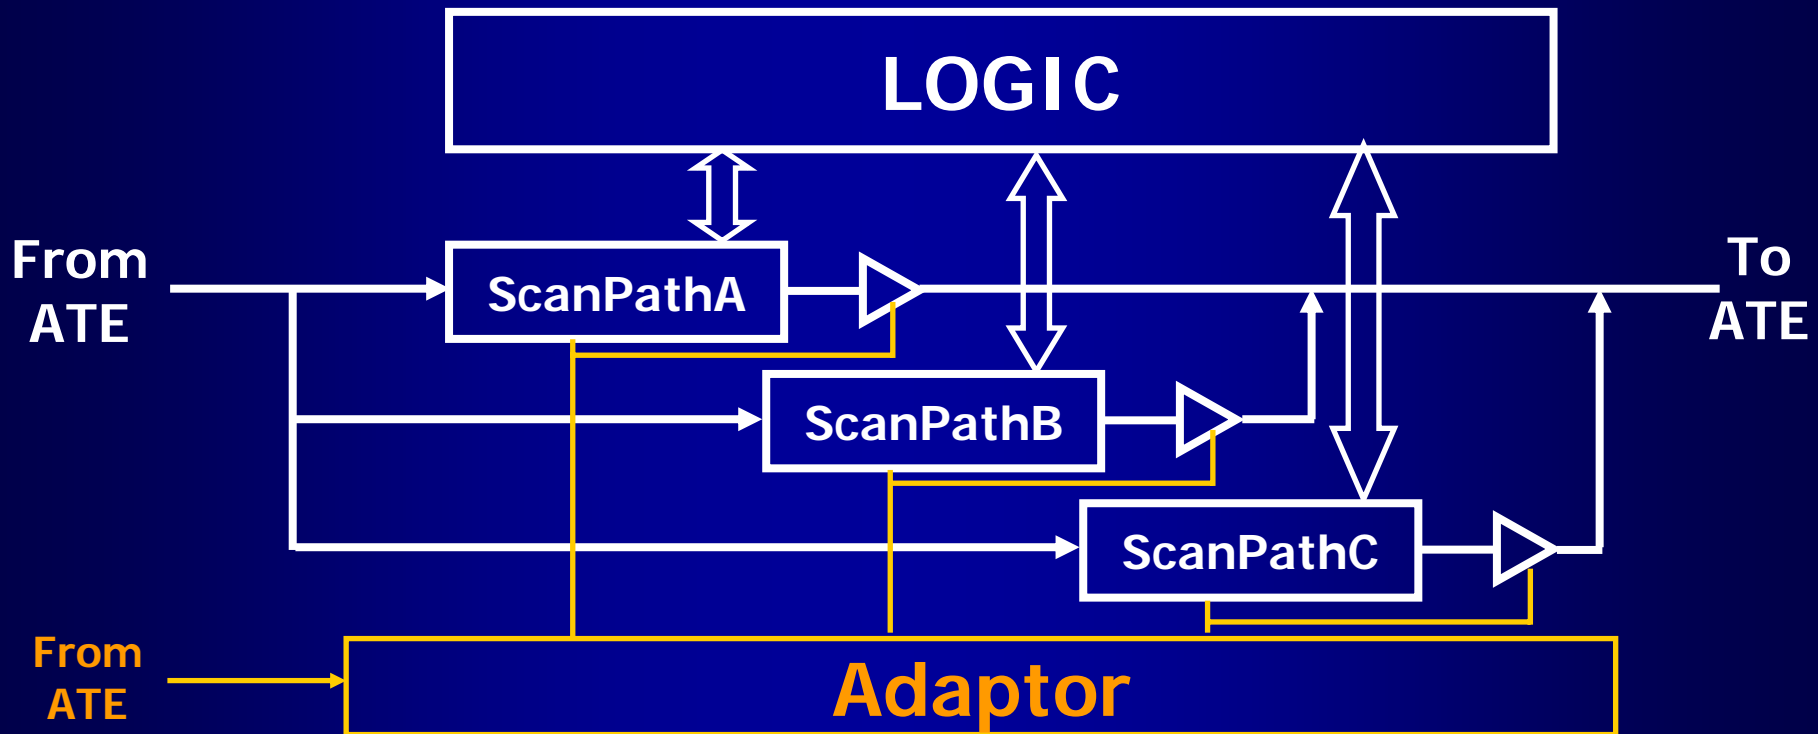 LOGIC
From
ATE
ScanPathA
To
ATE
ScanPathB
ScanPathC
From
ATE
Adaptor